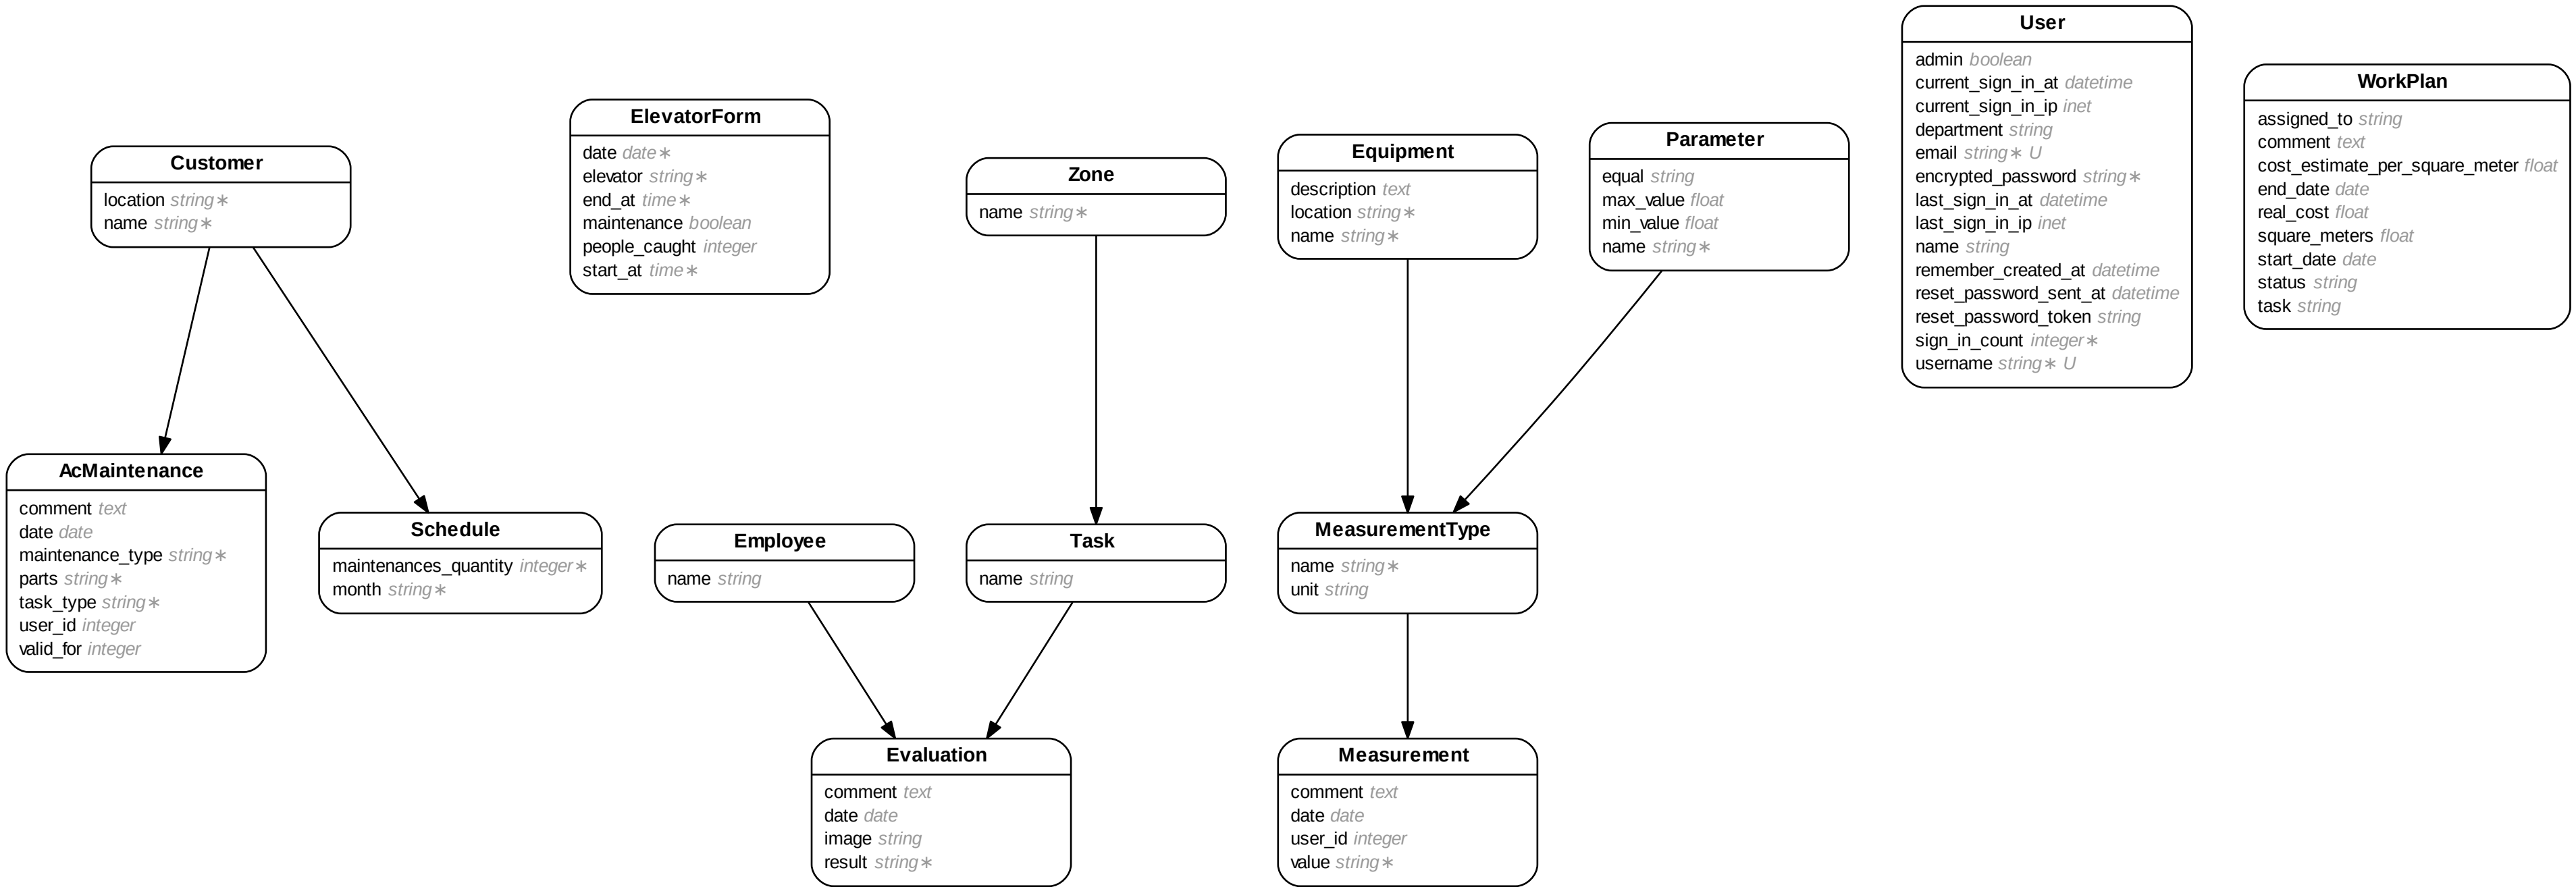 User
admin boolean
current_sign_in_at datetime
current_sign_in_ip inet
department string
email string∗ U
encrypted_password string∗
last_sign_in_at datetime
last_sign_in_ip inet
name string
remember_created_at datetime
reset_password_sent_at datetime
reset_password_token string
sign_in_count integer∗
username string∗ U
WorkPlan
assigned_to string
comment text
cost_estimate_per_square_meter float
end_date date
real_cost float
square_meters float
start_date date
status string
task string
ElevatorForm
date date∗
elevator string∗
end_at time∗
maintenance boolean
people_caught integer
start_at time∗
Parameter
equal string
max_value float
min_value float
name string∗
Equipment
description text
location string∗
name string∗
Customer
location string∗
name string∗
Zone
name string∗
AcMaintenance
comment text
date date
maintenance_type string∗
parts string∗
task_type string∗
user_id integer
valid_for integer
Schedule
maintenances_quantity integer∗
month string∗
Employee
name string
Task
name string
MeasurementType
name string∗
unit string
Evaluation
comment text
date date
image string
result string∗
Measurement
comment text
date date
user_id integer
value string∗